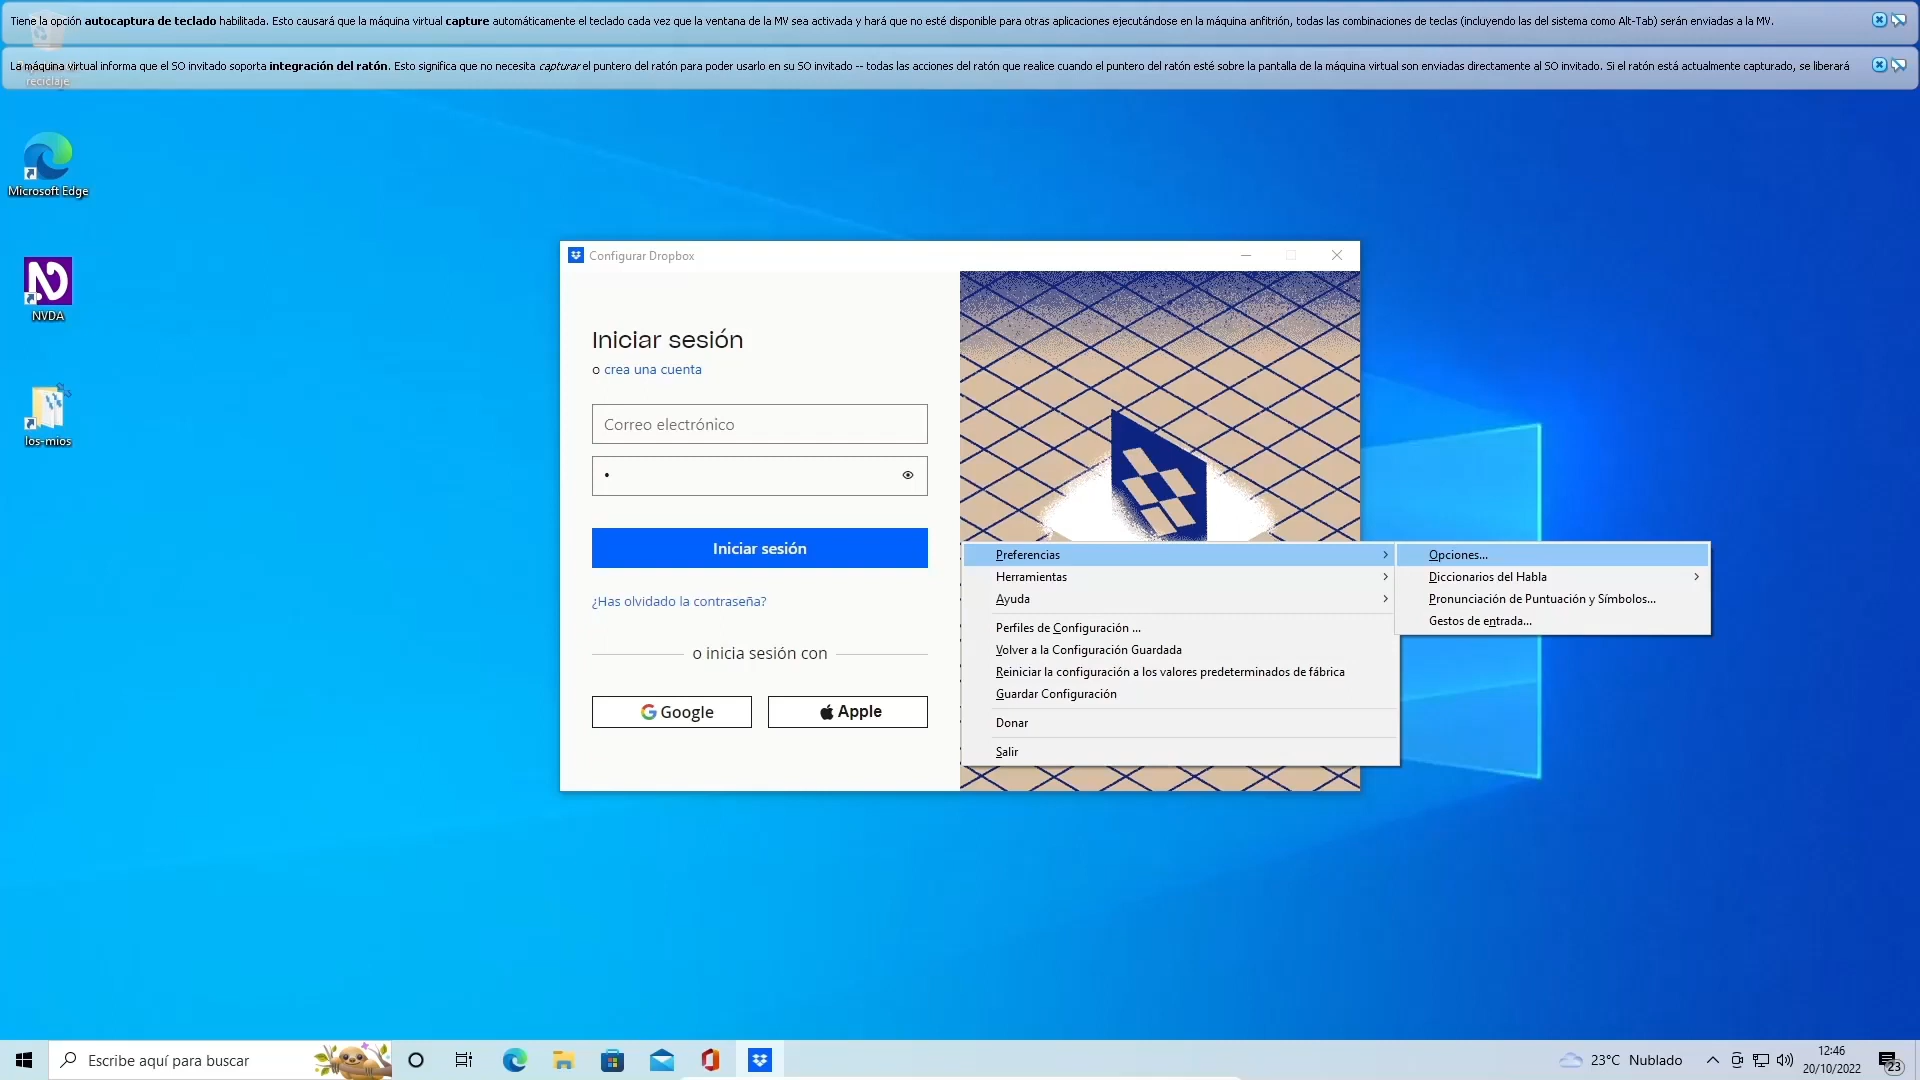 Tiene la opción autocaptura de teclado habilitada. Esto causará que la máquina virtual capture automáticamente el teclado cada vez que la ventana de la MV sea activada y hará que no esté disponible para otras aplicaciones ejecutándose en la máquina anfitrión, todas las combinaciones de teclas (incluyendo las del sistema como Alt-Tab) serán enviadas a la MV.
La máquina virtual informa que el SO invitado soporta integración del ratón. Esto significa que no necesita capturar el puntero del ratón para poder usarlo en su SO invitado -- todas las acciones del ratón que realice cuando el puntero del ratón esté sobre la pantalla de la máquina virtual son enviadas directamente al SO invitado. Si el ratón está actualmente capturado, se liberará
reciclaje
Microsoft Edge
NVDA
los-mios
Configurar Dropbox
Iniciar sesión
o crea una cuenta
Correo electrónico
•
Iniciar sesión
¿Has olvidado la contraseña?
o inicia sesión con
Google
Apple
Preferencias
Herramientas
Ayuda
Perfiles de Configuración ...
Volver a la Configuración Guardada
Reiniciar la configuración a los valores predeterminados de fábrica
Guardar Configuración
Donar
Salir
Opciones...
Diccionarios del Habla
Pronunciación de Puntuación y Símbolos...
Gestos de entrada...
Escribe aquí para buscar
23°C Nublado
12:46
20/10/2022
23